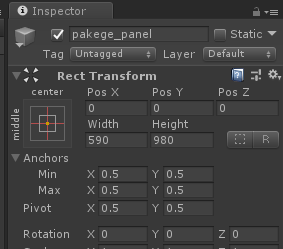 Inspector
pakege_panel
Static
Tag Untagged Layer Default
Rect Transform
center Pos X Pos Y Pos Z
middle
0 0 0
Width Height
590 980
R
Anchors
Min X 0.5 Y 0.5
Max X 0.5 Y 0.5
Pivot X 0.5 Y 0.5
Rotation X 0 Y 0 Z 0